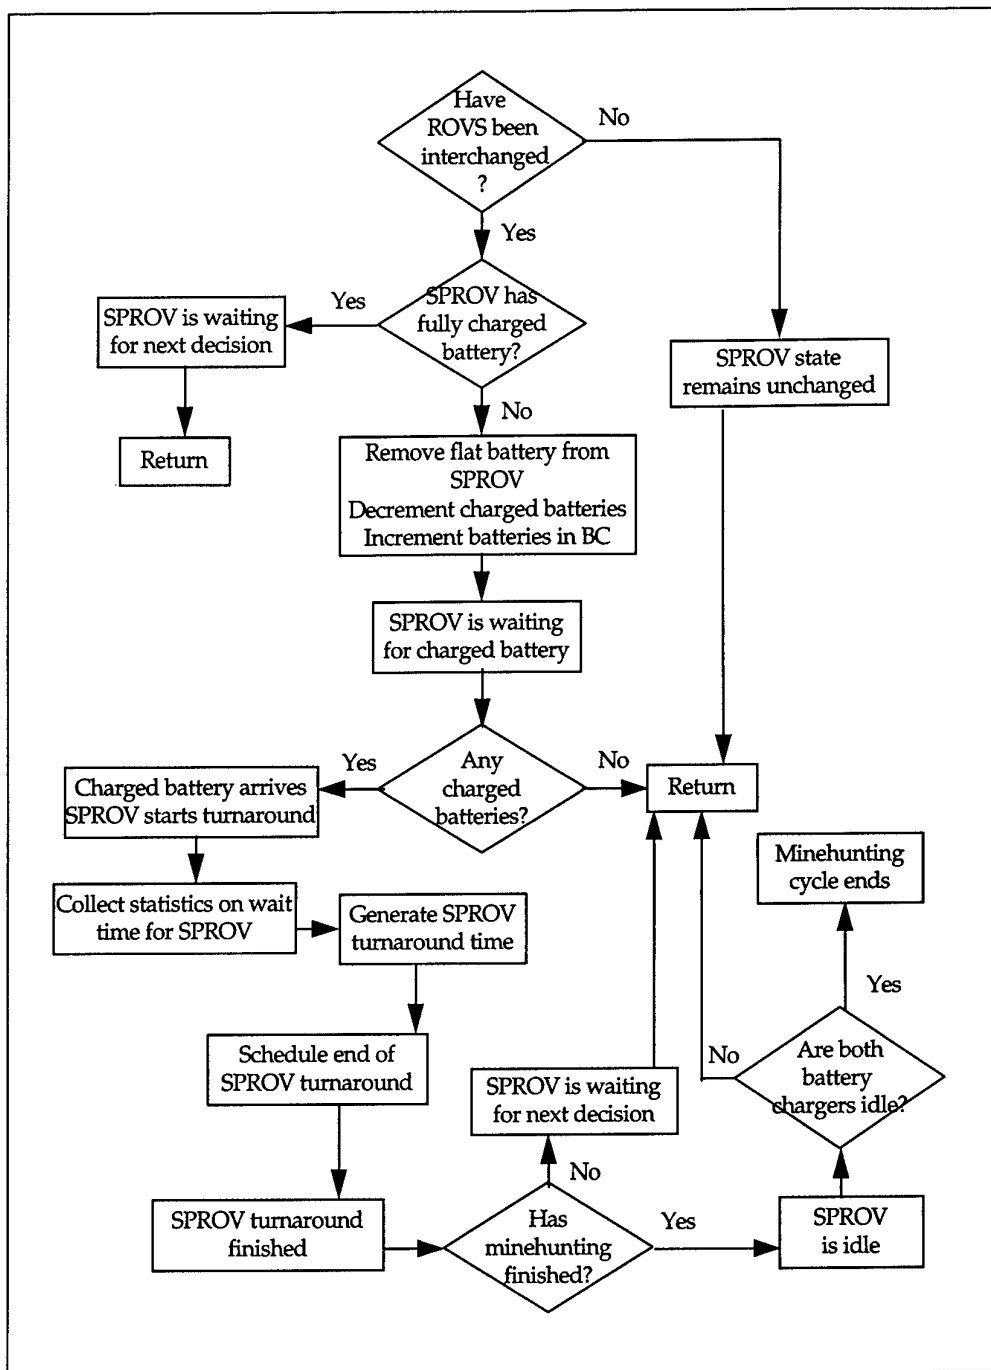 Have
ROVS been
interchanged
?
No
Yes
SPROV has
fully charged
battery?
Yes
SPROV is waiting
for next decision
Return
No
SPROV state
remains unchanged
Remove flat battery from
SPROV
Decrement charged batteries
Increment batteries in BC
SPROV is waiting
for charged battery
Any
charged
batteries?
Yes
No
Return
Charged battery arrives
SPROV starts turnaround
Collect statistics on wait
time for SPROV
Generate SPROV
turnaround time
Minehunting
cycle ends
Yes
Schedule end of
SPROV turnaround
SPROV is waiting
for next decision
No
Are both
battery
chargers idle?
No
SPROV turnaround
finished
Has
minehunting
finished?
Yes
SPROV
is idle